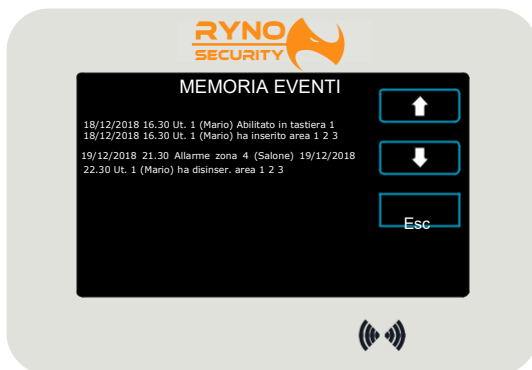 RYNO
SECURITY
MEMORIA EVENTI
18/12/2018 16.30 Ut. 1 (Mario) Abilitato in tastiera 1
18/12/2018 16.30 Ut. 1 (Mario) ha inserito area 1 2 3
19/12/2018 21.30 Allarme zona 4 (Salone) 19/12/2018
22.30 Ut. 1 (Mario) ha disinser. area 1 2 3
Esc